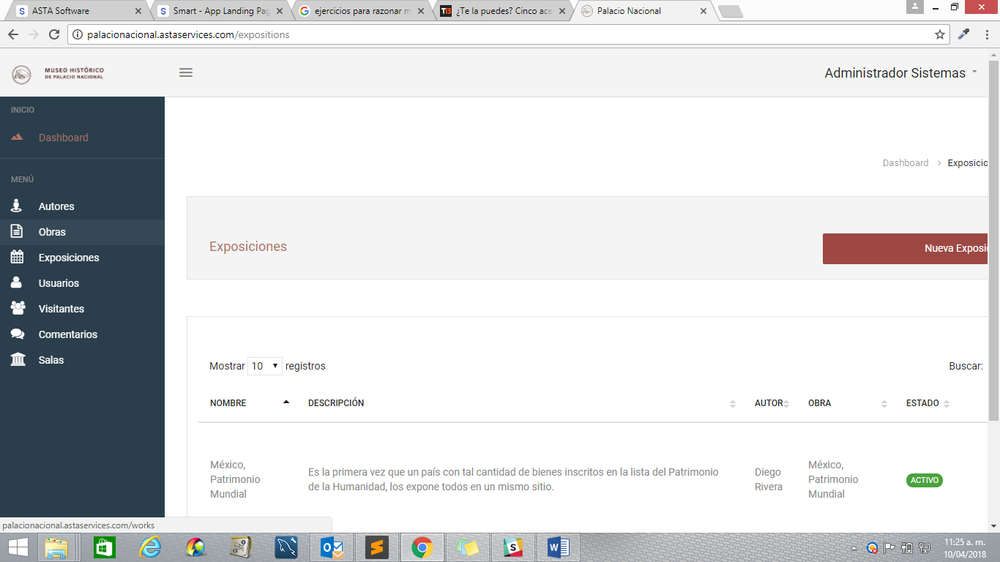 ASTA Software
Smart - App Landing Pag
ejercicios para razonar m
¿Te la puedes? Cinco ace
Palacio Nacional
palacionacional.astaservices.com/expositions
MUSEO HISTÓRICO
DE PALACIO NACIONAL
Administrador Sistemas
INICIO
Dashboard
MENÚ
Autores
Obras
Exposiciones
Usuarios
Visitantes
Comentarios
Salas
Dashboard > Exposicio
Exposiciones
Nueva Exposi
Mostrar 10 registros
Buscar:
NOMBRE DESCRIPCIÓN AUTOR OBRA ESTADO
México,
Patrimonio
Mundial
Es la primera vez que un país con tal cantidad de bienes inscritos en la lista del Patrimonio
de la Humanidad, los expone todos en un mismo sitio.
Diego
Rivera
México,
Patrimonio
Mundial
ACTIVO
palacionacional.astaservices.com/works
11:25 a. m.
10/04/2018